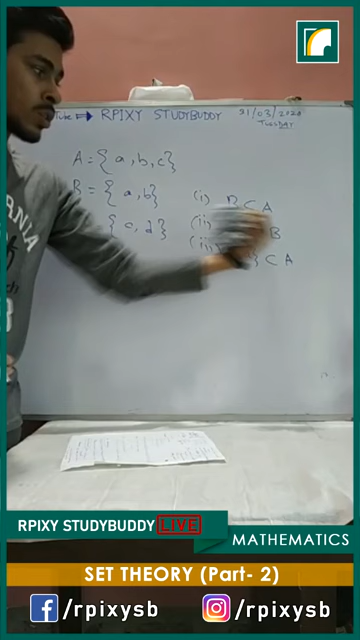 Tube RPIXY STUDYBUDDY 31/03/2020
TUESDAY
A = {a, b, c}
B = {a, b} (i) B ⊂ A
{c, d} (ii) B
(iii) } ⊂ A
RPIXY STUDYBUDDY LIVE
MATHEMATICS
SET THEORY (Part- 2)
/rpixysb /rpixysb